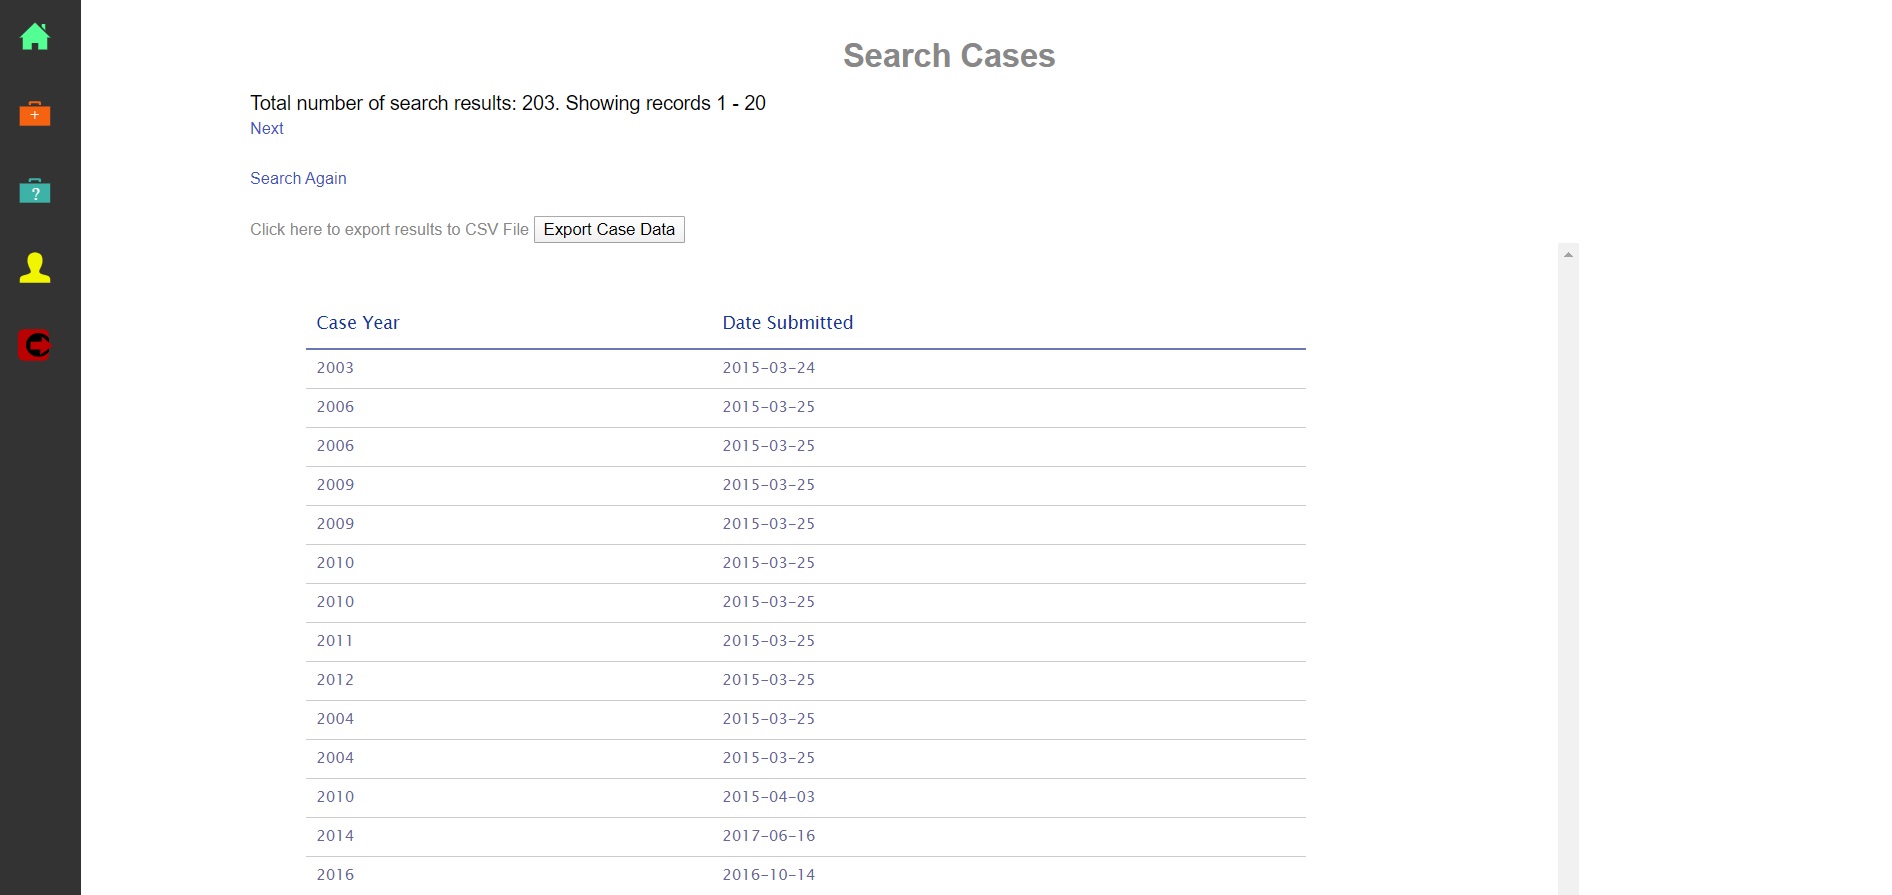 Search Cases
Total number of search results: 203. Showing records 1 - 20
Next
Search Again
Click here to export results to CSV File Export Case Data
Case Year Date Submitted
2003 2015-03-24
2006 2015-03-25
2006 2015-03-25
2009 2015-03-25
2009 2015-03-25
2010 2015-03-25
2010 2015-03-25
2011 2015-03-25
2012 2015-03-25
2004 2015-03-25
2004 2015-03-25
2010 2015-04-03
2014 2017-06-16
2016 2016-10-14